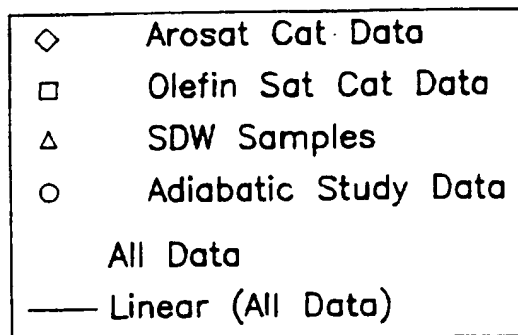 Arosat Cat Data
Olefin Sat Cat Data
SDW Samples
Adiabatic Study Data
All Data
Linear (All Data)